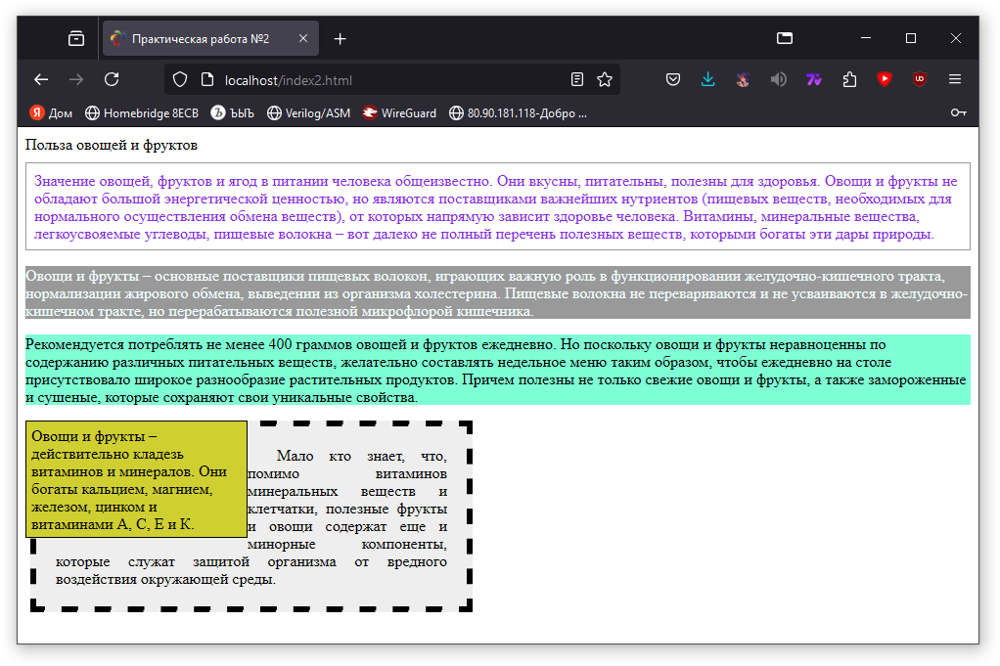 Практическая работа №2
localhost/index2.html
Дом
Homebridge 8ECB
ЪЫЬ
Verilog/ASM
WireGuard
80.90.181.118-Добро ...
Польза овощей и фруктов
Значение овощей, фруктов и ягод в питании человека общеизвестно. Они вкусны, питательны, полезны для здоровья. Овощи и фрукты не
обладают большой энергетической ценностью, но являются поставщиками важнейших нутриентов (пищевых веществ, необходимых для
нормального осуществления обмена веществ), от которых напрямую зависит здоровье человека. Витамины, минеральные вещества,
легкоусвояемые углеводы, пищевые волокна – вот далеко не полный перечень полезных веществ, которыми богаты эти дары природы.
Овощи и фрукты – основные поставщики пищевых волокон, играющих важную роль в функционировании желудочно-кишечного тракта,
нормализации жирового обмена, выведении из организма холестерина. Пищевые волокна не перевариваются и не усваиваются в желудочно-
кишечном тракте, но перерабатываются полезной микрофлорой кишечника.
Рекомендуется потреблять не менее 400 граммов овощей и фруктов ежедневно. Но поскольку овощи и фрукты неравноценны по
содержанию различных питательных веществ, желательно составлять недельное меню таким образом, чтобы ежедневно на столе
присутствовало широкое разнообразие растительных продуктов. Причем полезны не только свежие овощи и фрукты, а также замороженные
и сушеные, которые сохраняют свои уникальные свойства.
Овощи и фрукты –
действительно кладезь
витаминов и минералов. Они
богаты кальцием, магнием,
железом, цинком и
витаминами А, С, Е и К.
Мало кто знает, что,
помимо витаминов
минеральных веществ и
клетчатки, полезные фрукты
и овощи содержат еще и
минорные компоненты,
которые служат защитой организма от вредного
воздействия окружающей среды.